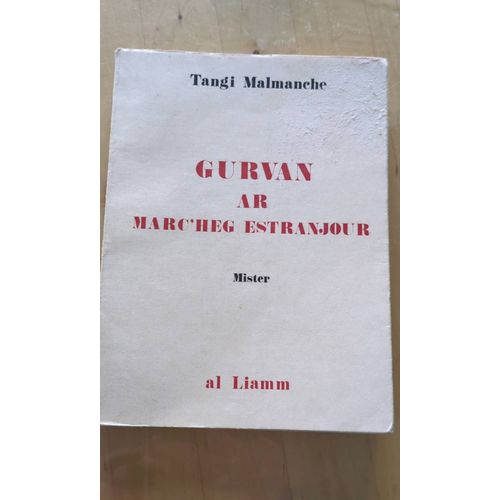 Tangi Malmanche
GURVAN
AR
MARC'HEG ESTRANJOUR
Mister
al Liamm